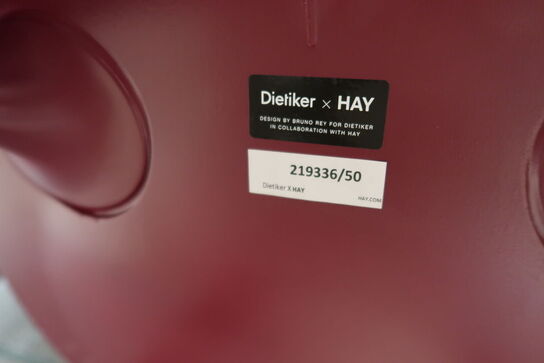 Dietiker x HAY
DESIGN BY BRUNO REY FOR DIETIKER
IN COLLABORATION WITH HAY
219336/50
Dietiker X HAY
HAY.COM